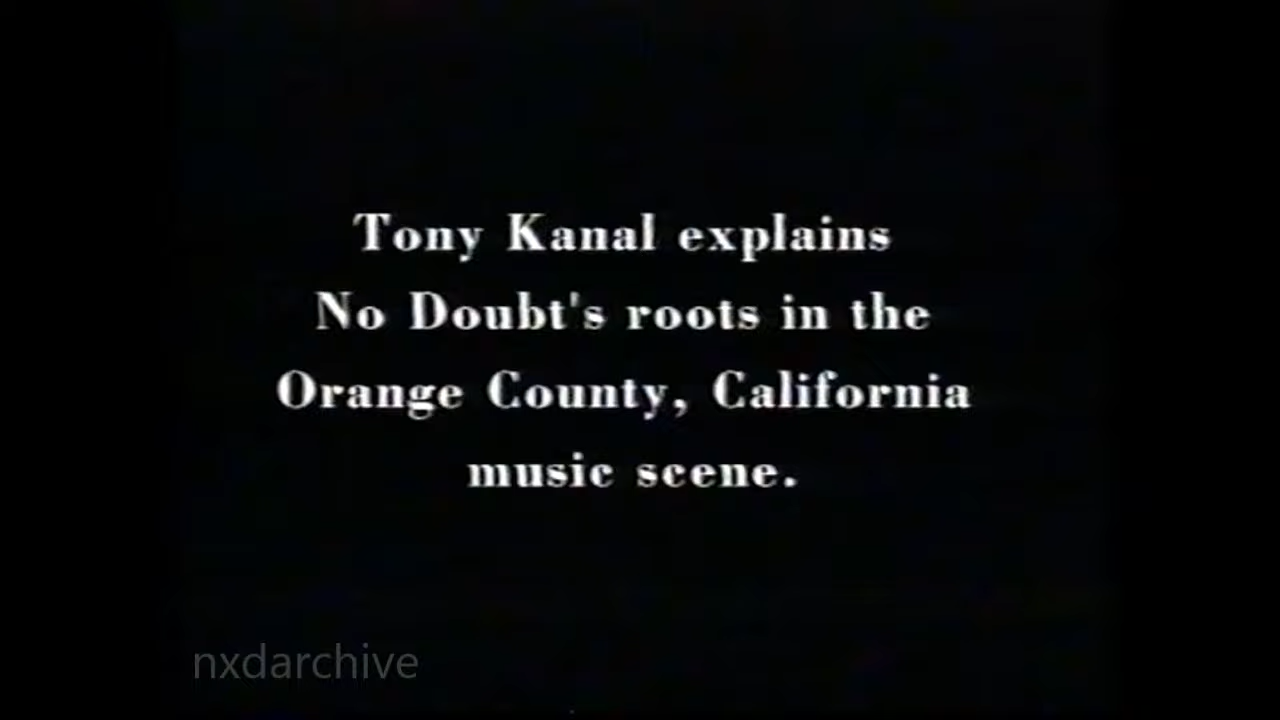 Tony Kanal explains
No Doubt's roots in the
Orange County, California
music scene.
nxdarchive